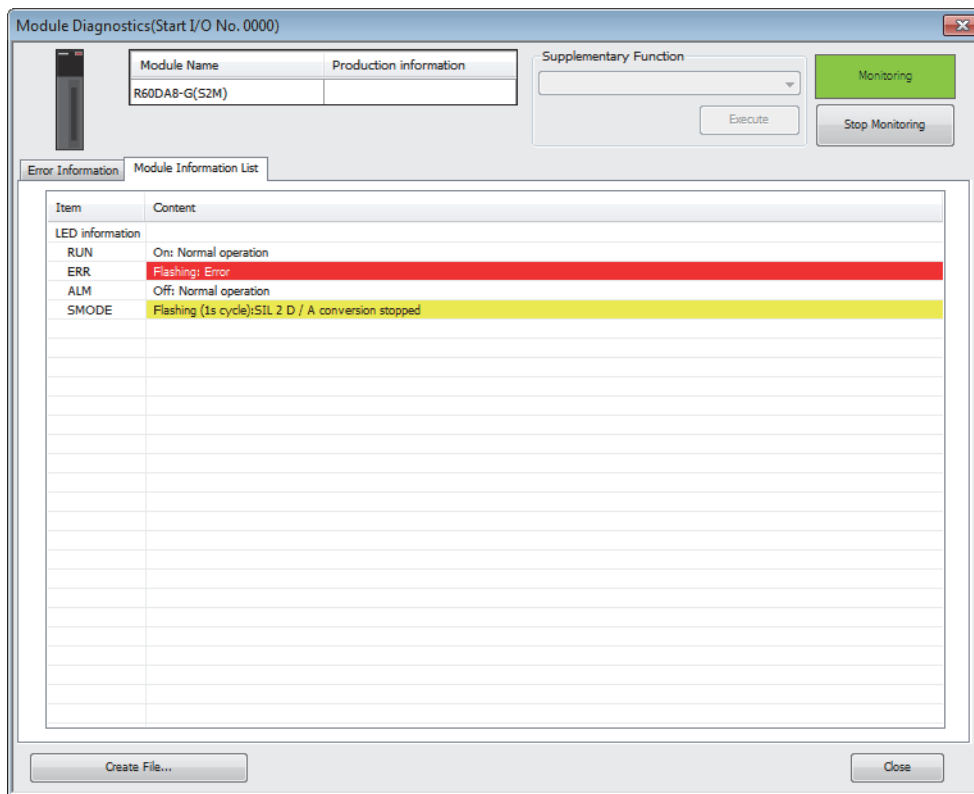 Module Diagnostics(Start I/O No. 0000)
Module Name Production information
R60DA8-G(S2M)
Supplementary Function
Execute
Monitoring
Stop Monitoring
Error Information Module Information List
Item Content
LED information
RUN On: Normal operation
ERR Flashing: Error
ALM Off: Normal operation
SMODE Flashing (1s cycle):SIL 2 D / A conversion stopped
Create File... Close